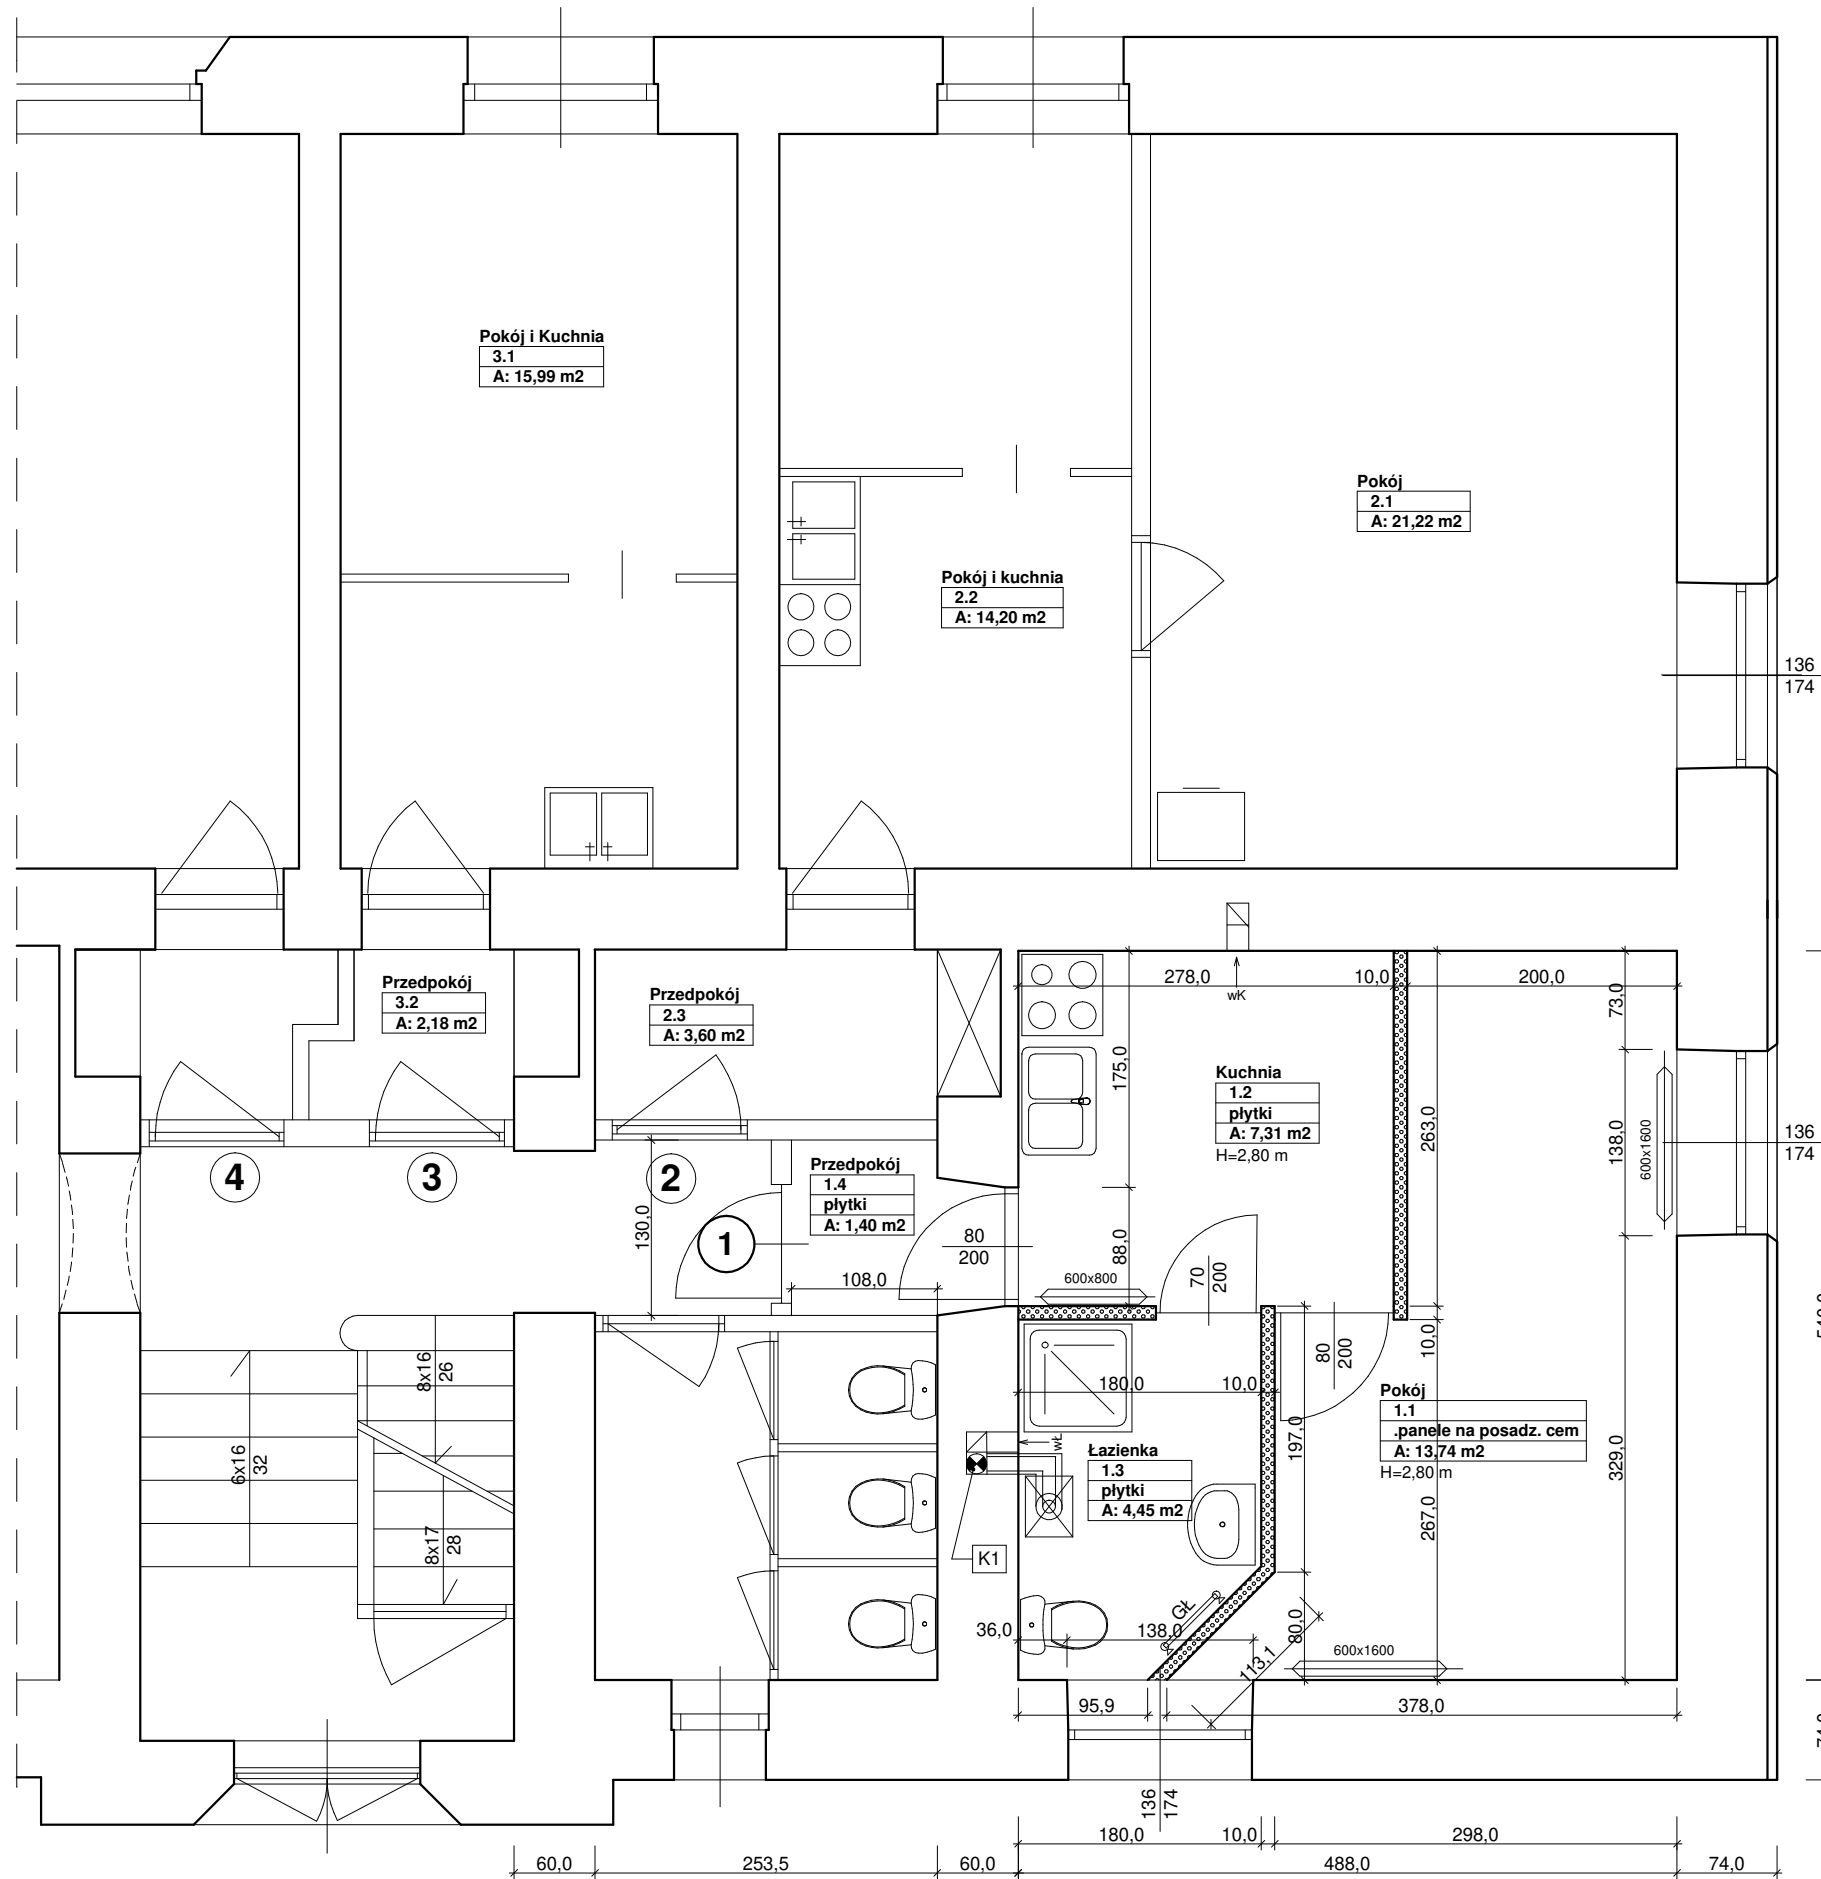 Pokój i Kuchnia
3.1
A: 15,99 m2
Pokój
2.1
A: 21,22 m2
Pokój i kuchnia
2.2
A: 14,20 m2
136
174
Przedpokój
3.2
A: 2,18 m2
Przedpokój
2.3
A: 3,60 m2
278,0
10,0
200,0
wK
73,0
175,0
Kuchnia
1.2
płytki
A: 7,31 m2
H=2,80 m
263,0
138,0
600x1600
136
174
4
3
2
1
130,0
Przedpokój
1.4
płytki
A: 1,40 m2
108,0
80
200
88,0
600x800
70
200
80
200
10,0
8x16
26
6x16
32
8x17
28
180,0
10,0
197,0
Pokój
1.1
.panele na posadz. cem
A: 13,74 m2
H=2,80 m
329,0
267,0
wŁ
Łazienka
1.3
płytki
A: 4,45 m2
K1
GŁ
36,0
138,0
80,0
113,1
600x1600
95,9
378,0
136
174
180,0
10,0
298,0
60,0
253,5
60,0
488,0
74,0